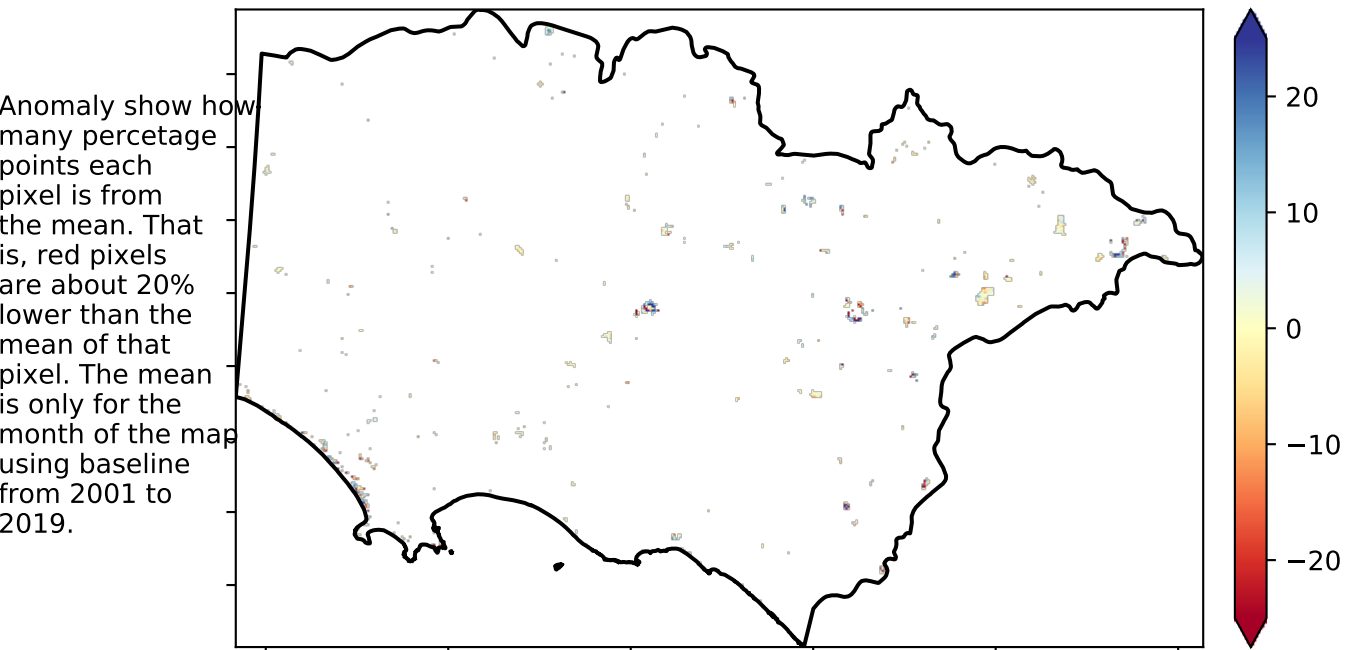 Anomaly show how
many percetage
points each
pixel is from
the mean. That
is, red pixels
are about 20%
lower than the
mean of that
pixel. The mean
is only for the
month of the map
using baseline
from 2001 to
2019.
20
10
0
−10
−20